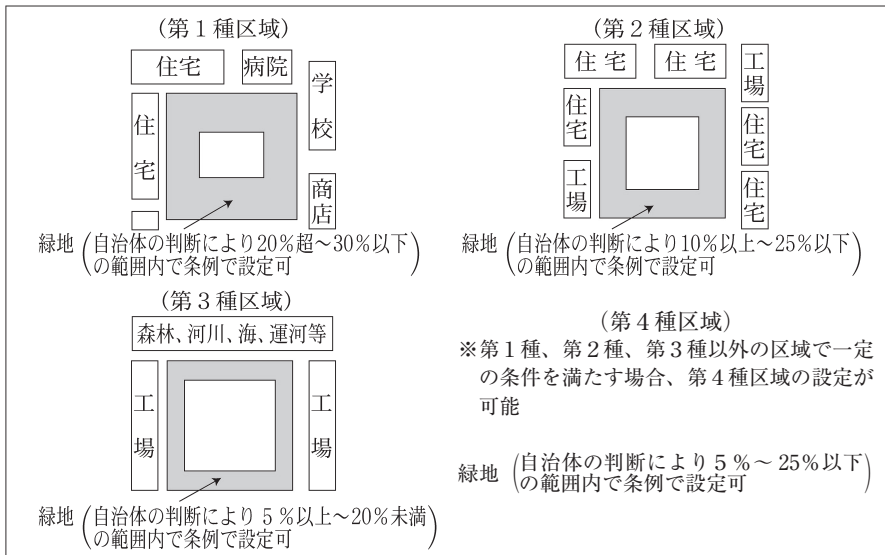 (第1種区域)
住宅
病院
学校
住宅
商店
緑地(自治体の判断により20%超～30%以下
の範囲内で条例で設定可)
(第2種区域)
住宅
住宅
工場
住宅
住宅
工場
住宅
緑地(自治体の判断により10%以上～25%以下
の範囲内で条例で設定可)
(第3種区域)
森林、河川、海、運河等
工場
工場
緑地(自治体の判断により5%以上～20%未満
の範囲内で条例で設定可)
(第4種区域)
※第1種、第2種、第3種以外の区域で一定
の条件を満たす場合、第4種区域の設定が
可能
緑地(自治体の判断により5%～25%以下
の範囲内で条例で設定可)